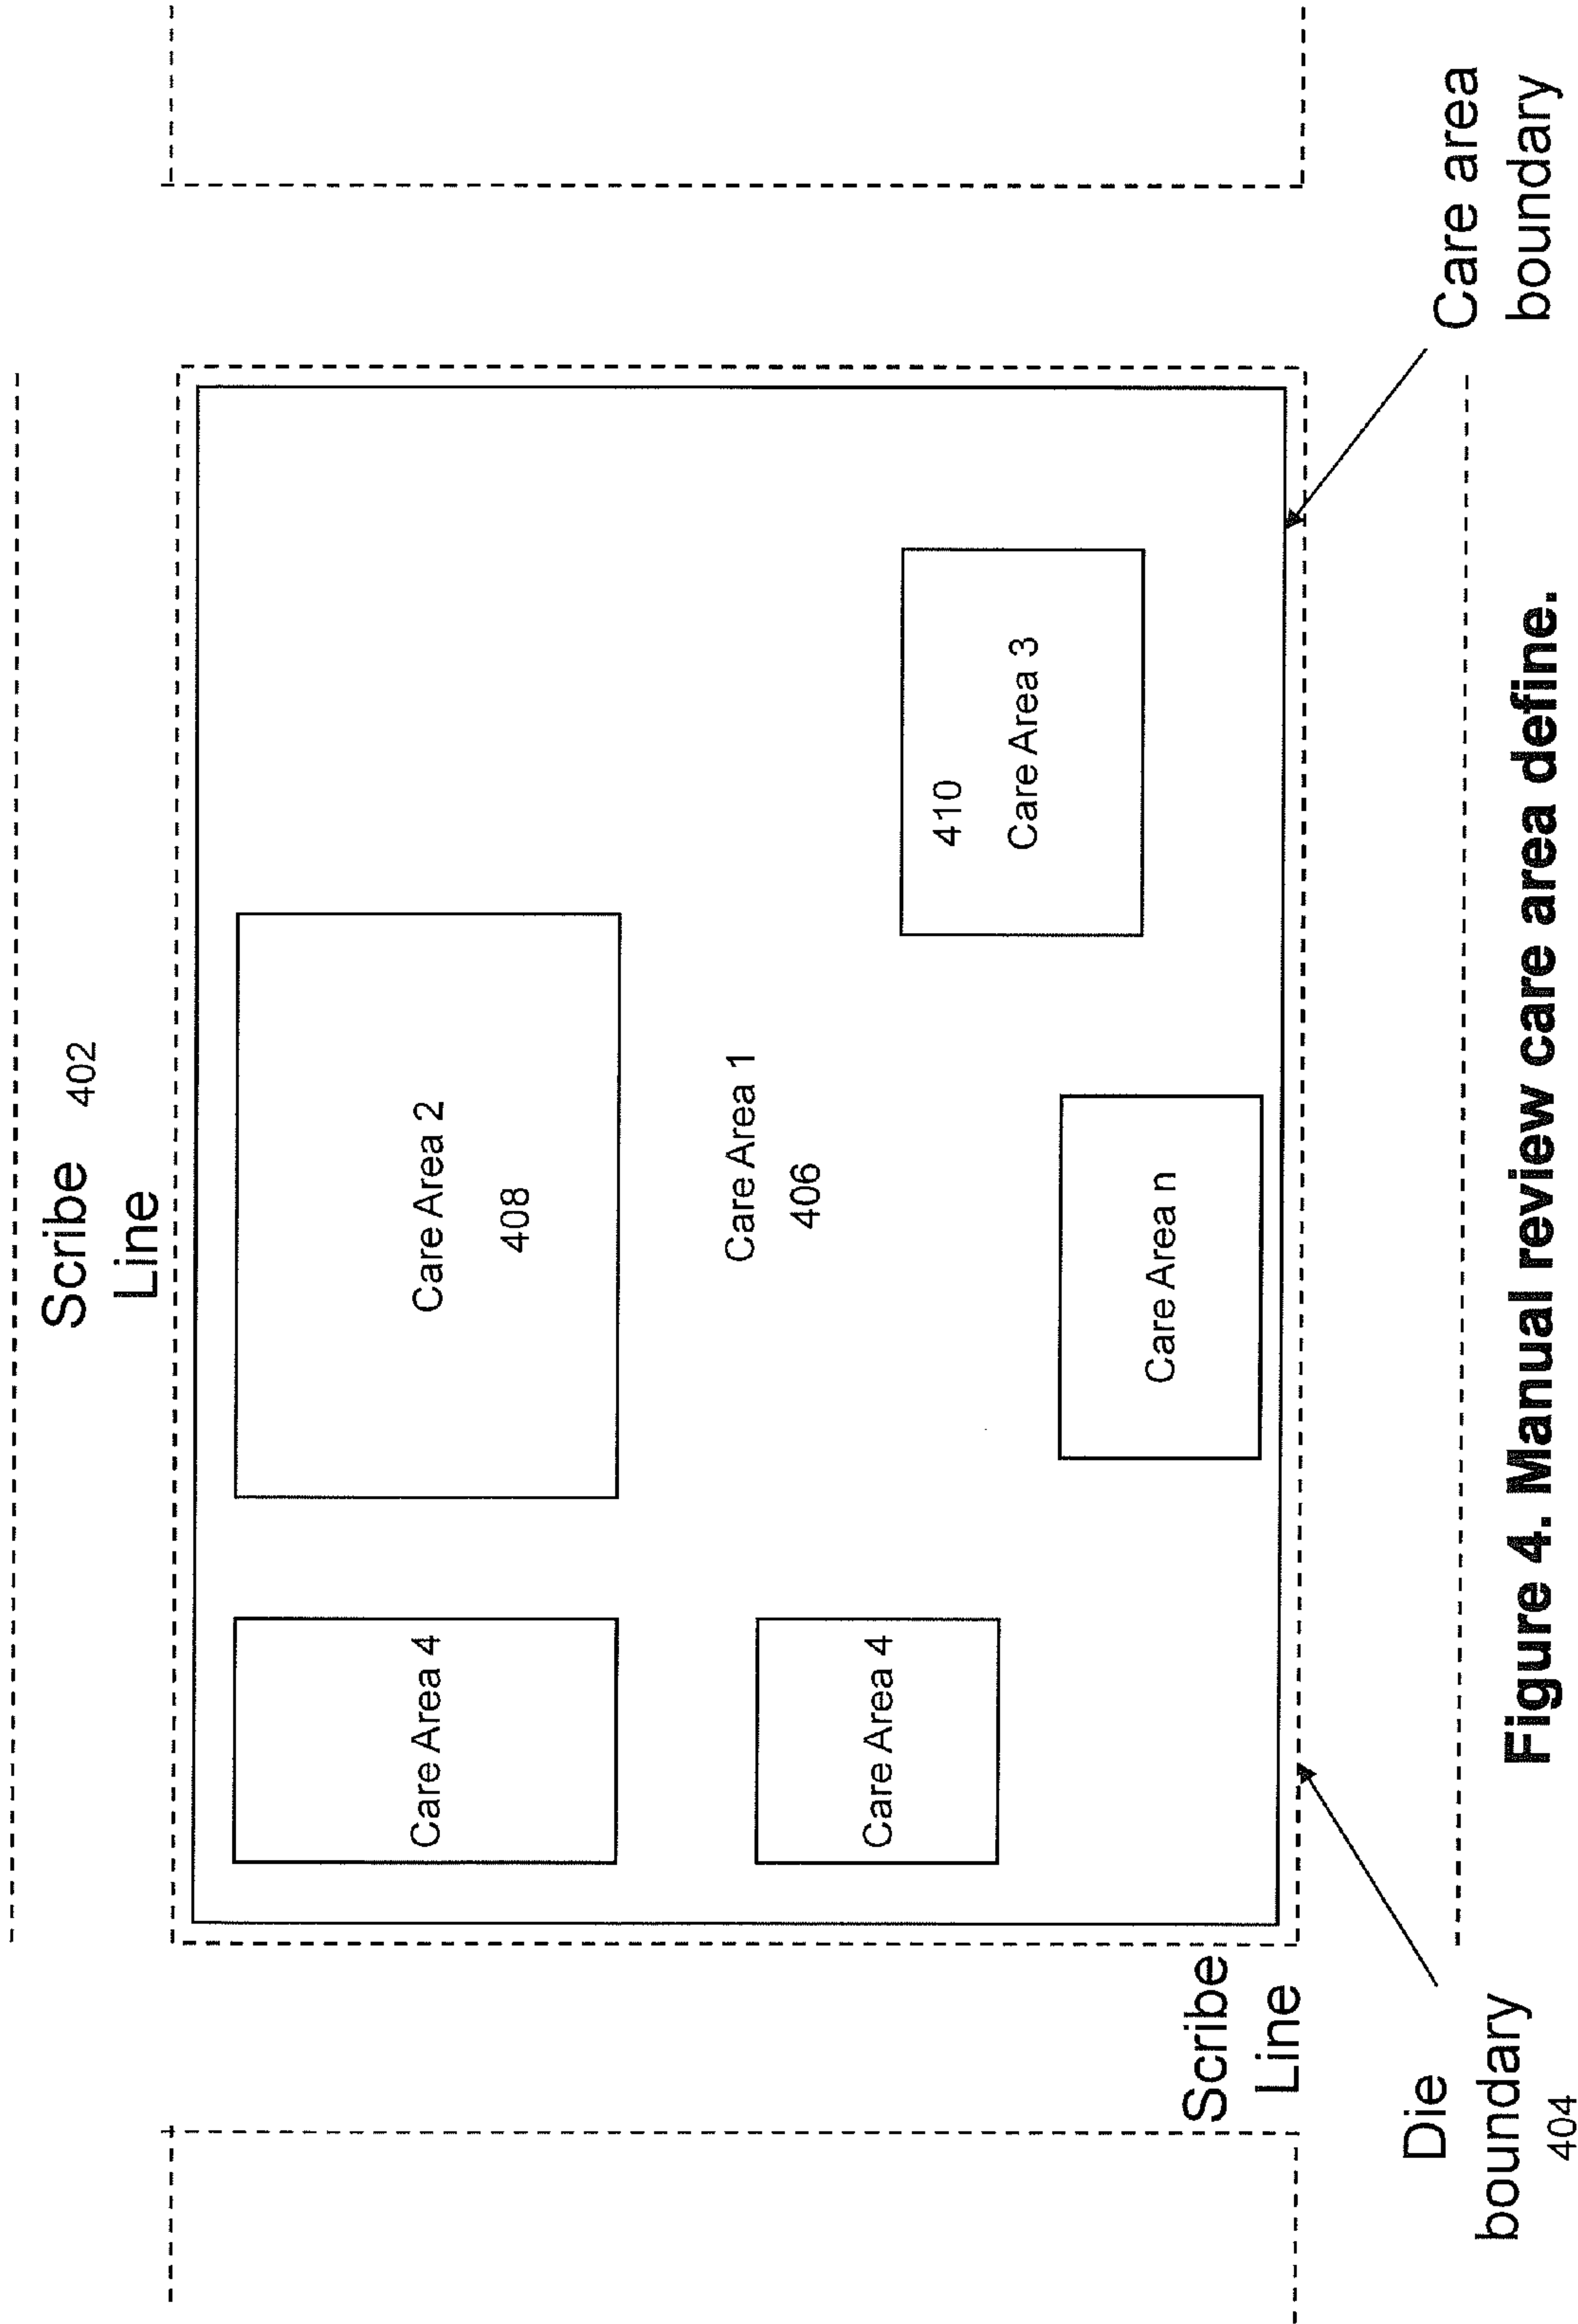 Scribe 402
Line
Care Area 4
Care Area 2
408
Care Area 1
406
Care Area 4
410
Care Area 3
Care Area n
Scribe
Line
Die
boundary
404
Care area
boundary
Figure 4. Manual review care area define.